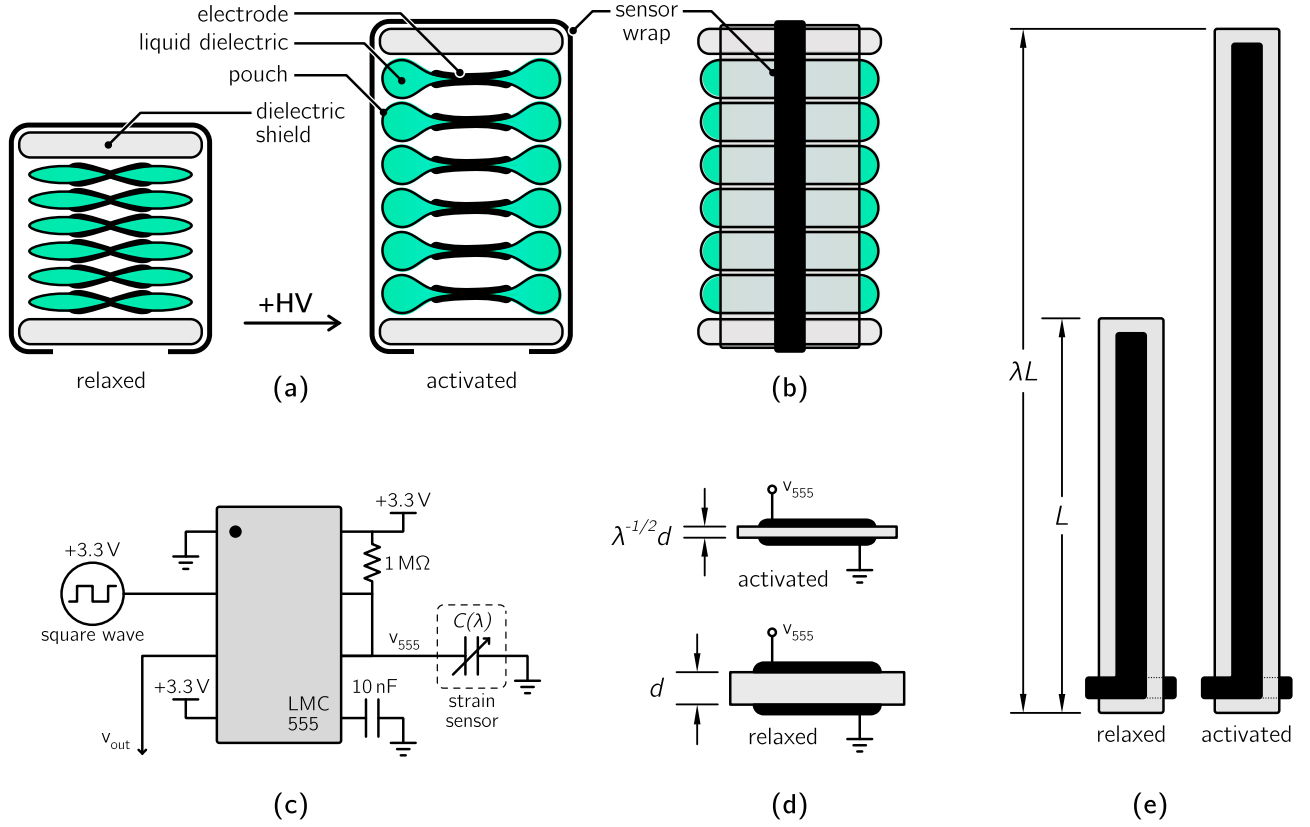 electrode
liquid dielectric
pouch
dielectric
shield
sensor
wrap
+HV
relaxed
(a)
activated
(b)
λL
L
relaxed
activated
(e)
+3.3 V
square wave
+3.3 V
1 MΩ
v555
C(λ)
strain
sensor
+3.3 V
10 nF
LMC
555
vout
(c)
v555
λ-1/2d
activated
v555
d
relaxed
(d)